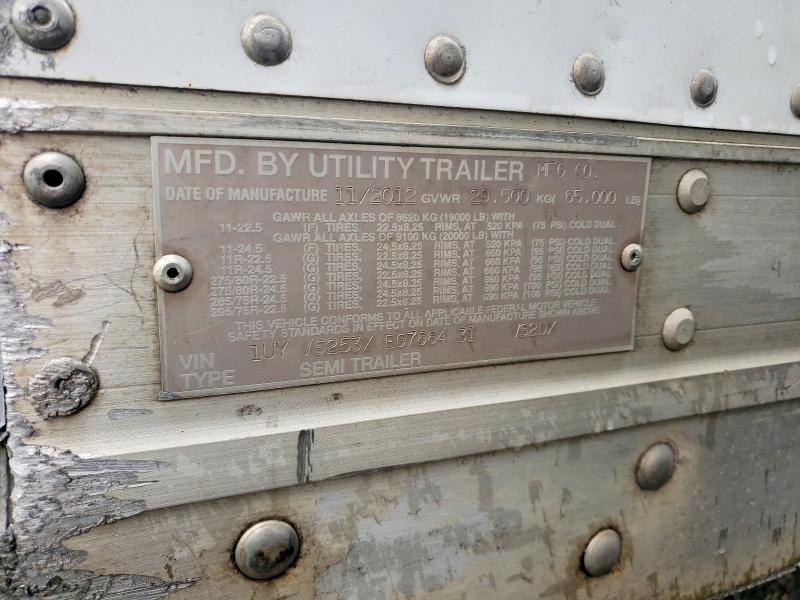 MFD. BY UTILITY TRAILER MFG CO.
DATE OF MANUFACTURE 11/2012 GVWR 29.500 KG( 65.000 LB)
GAWR ALL AXLES OF 8620 KG (19000 LB) WITH
11-22.5 (F) TIRES, 22.5x8.25 RIMS, AT 520 KPA (75 PSI) COLD DUAL
GAWR ALL AXLES OF 9100 KG (20000 LB) WITH
11-24.5 (F) TIRES, 24.5x8.25 RIMS, AT 520 KPA (75 PSI) COLD DUAL
11R-22.5 (G) TIRES, 22.5x8.25 RIMS, AT 660 KPA (95 PSI) COLD DUAL
11R-24.5 (G) TIRES, 24.5x8.25 RIMS, AT 660 KPA (95 PSI) COLD DUAL
275/80R-22.5 (G) TIRES, 22.5x8.25 RIMS, AT 660 KPA (95 PSI) COLD DUAL
275/80R-24.5 (G) TIRES, 24.5x8.25 RIMS, AT 660 KPA (95 PSI) COLD DUAL
285/75R-24.5 (G) TIRES, 24.5x8.25 RIMS, AT 690 KPA (100 PSI) COLD DUAL
295/75R-22.5 (G) TIRES, 22.5x8.25 RIMS, AT 690 KPA (100 PSI) COLD DUAL
THIS VEHICLE CONFORMS TO ALL APPLICABLE FEDERAL MOTOR VEHICLE
SAFETY STANDARDS IN EFFECT ON DATE OF MANUFACTURE SHOWN ABOVE
VIN 1UY VS253X EG7664 31 VS2DX
TYPE SEMI TRAILER